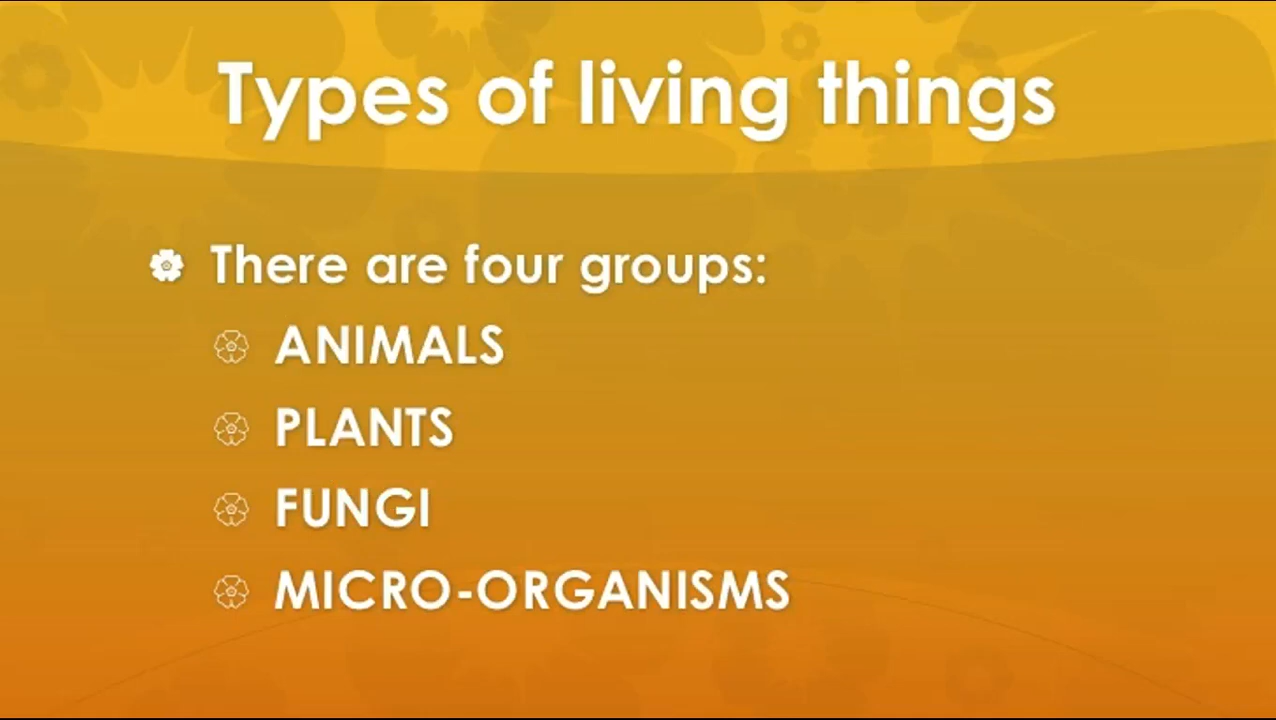 Types of living things
There are four groups:
ANIMALS
PLANTS
FUNGI
MICRO-ORGANISMS